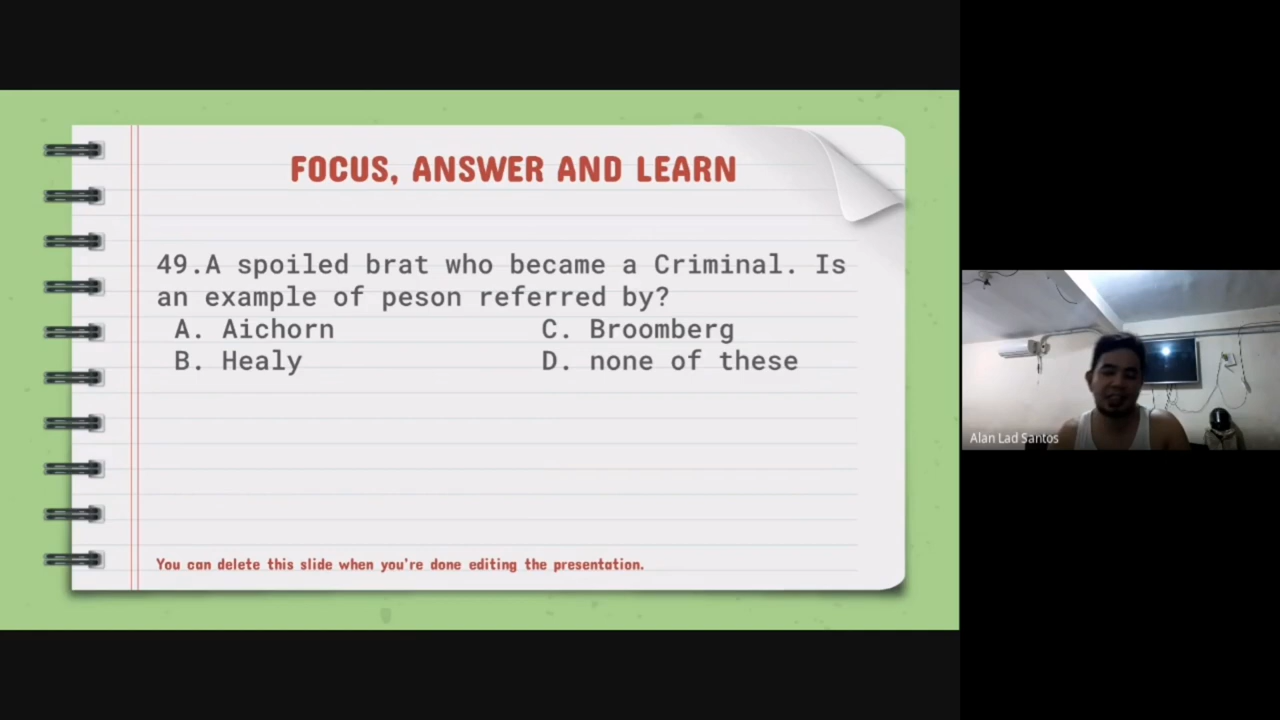 FOCUS, ANSWER AND LEARN
49.A spoiled brat who became a Criminal. Is
an example of peson referred by?
A. Aichorn
C. Broomberg
B. Healy
D. none of these
You can delete this slide when you're done editing the presentation.
Alan Lad Santos